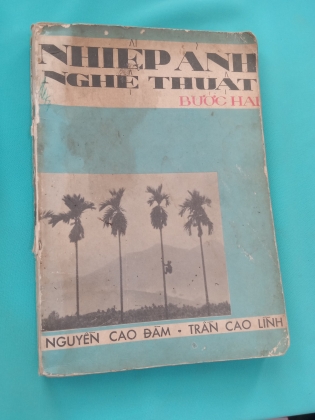 NHIẾP ẢNH
NGHỆ THUẬT
BƯỚC HAI
NGUYỄN CAO ĐÀM - TRẦN CAO LĨNH